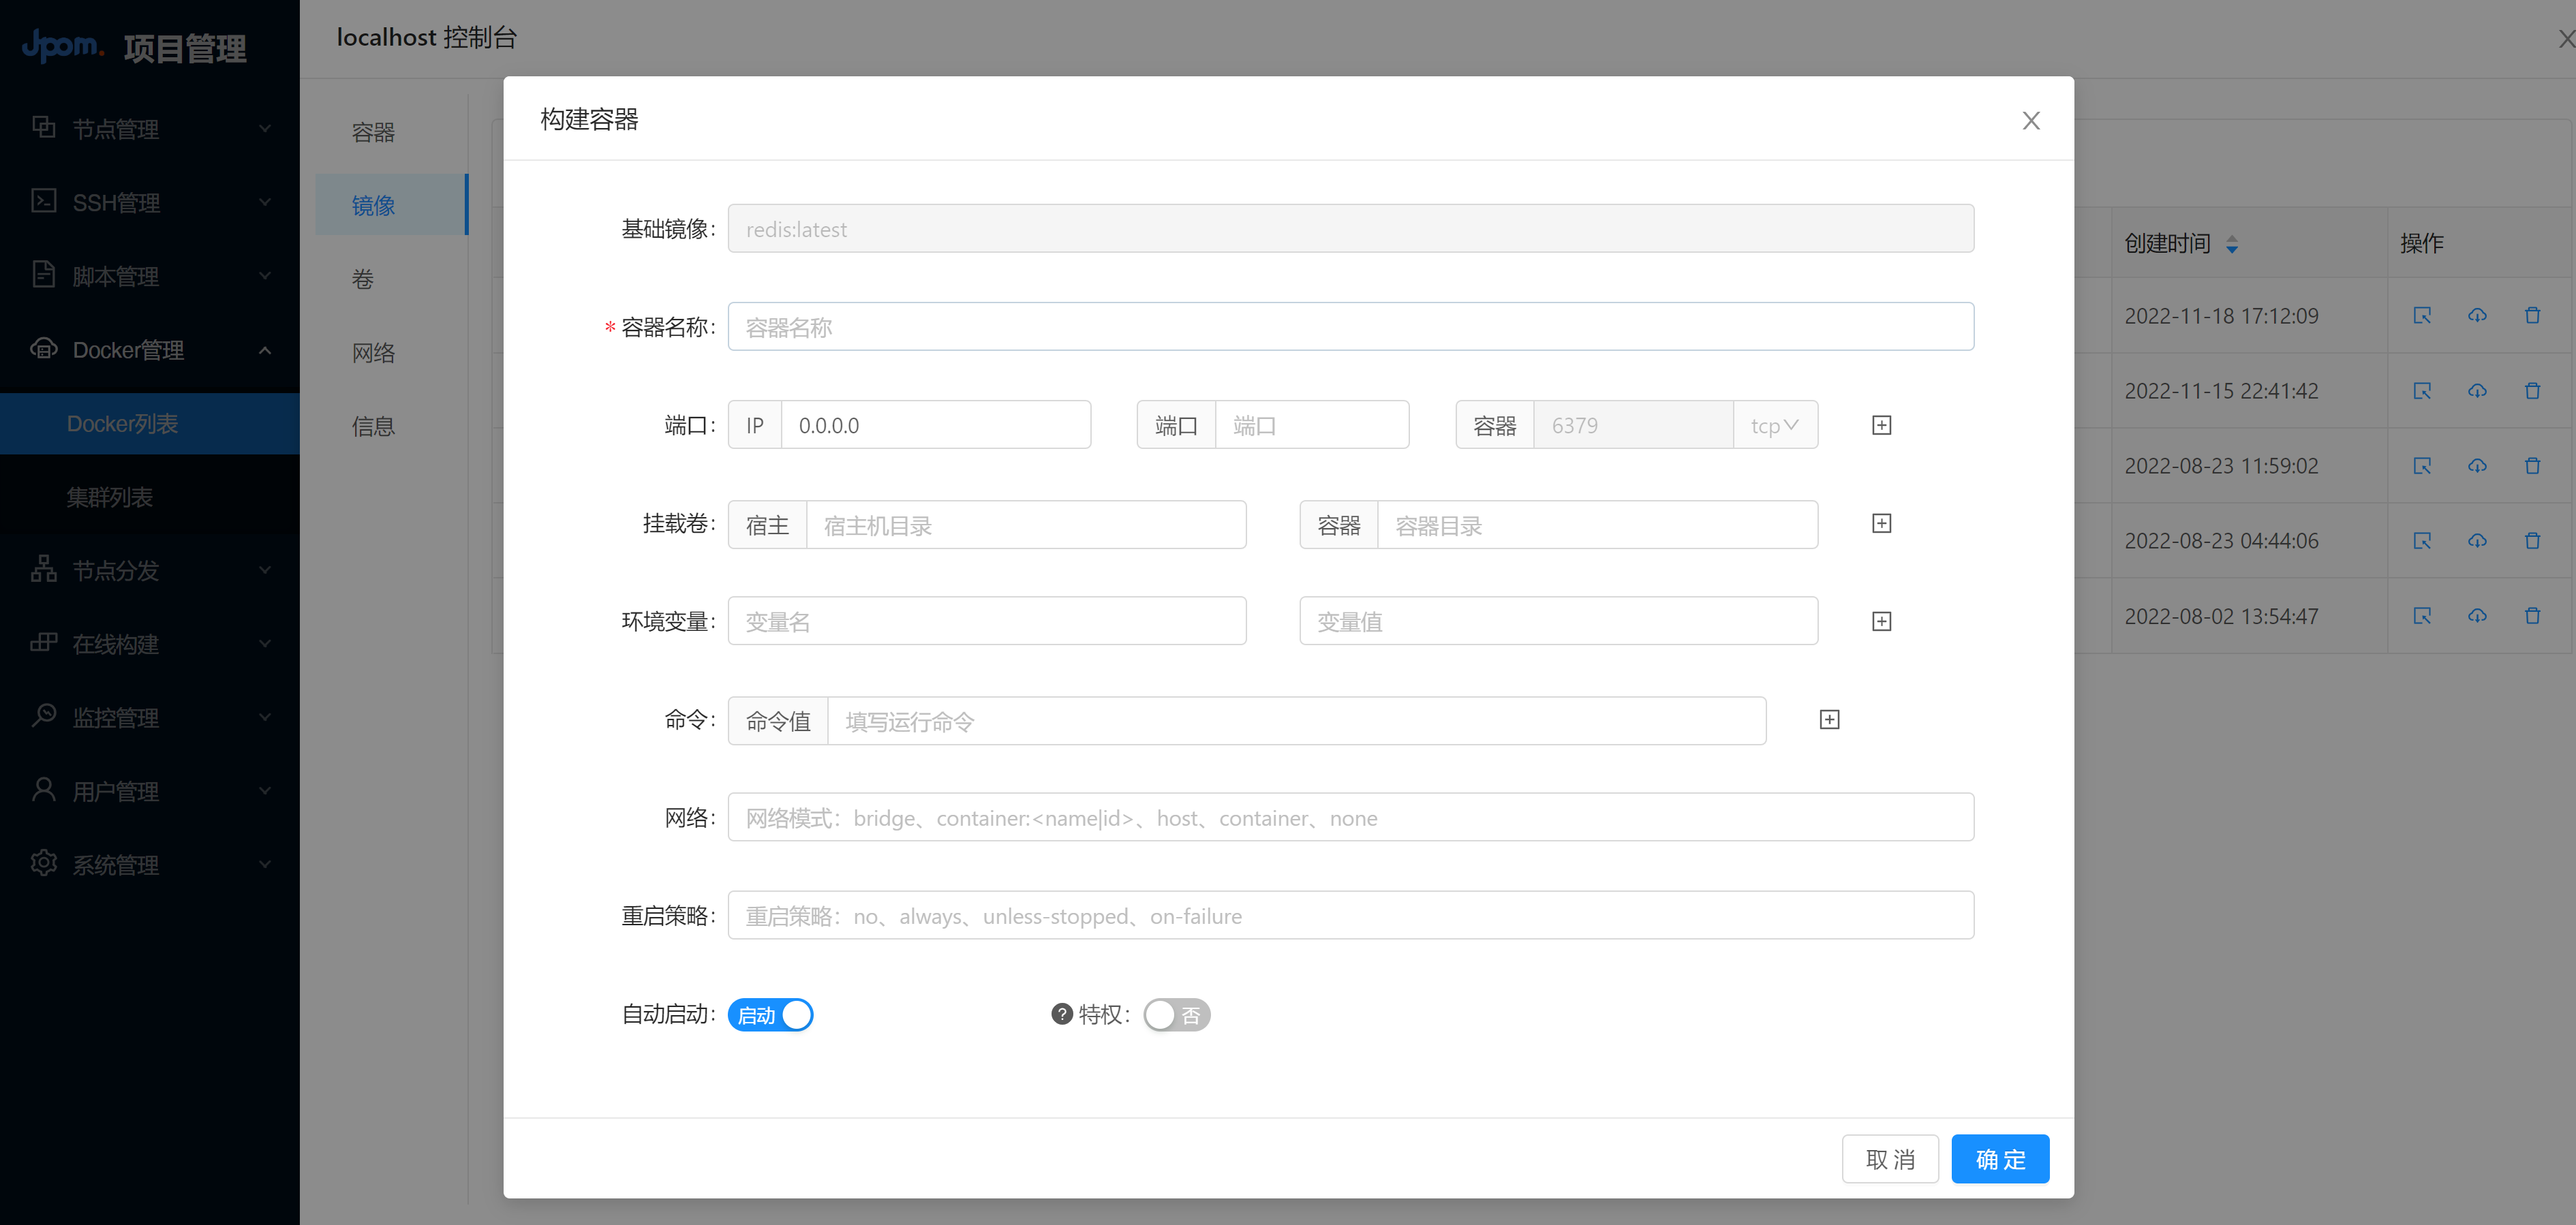 Jpom. 项目管理
节点管理
SSH管理
脚本管理
Docker管理
Docker列表
集群列表
节点分发
在线构建
监控管理
用户管理
系统管理
localhost 控制台
容器
镜像
卷
网络
信息
构建容器
基础镜像: redis:latest
* 容器名称: 容器名称
端口: IP 0.0.0.0 端口 端口 容器 6379 tcp
挂载卷: 宿主 宿主机目录 容器 容器目录
环境变量: 变量名 变量值
命令: 命令值 填写运行命令
网络: 网络模式：bridge、container:<name|id>、host、container、none
重启策略: 重启策略：no、always、unless-stopped、on-failure
自动启动: 启动 ? 特权: 否
取 消 确 定
创建时间 操作
2022-11-18 17:12:09
2022-11-15 22:41:42
2022-08-23 11:59:02
2022-08-23 04:44:06
2022-08-02 13:54:47